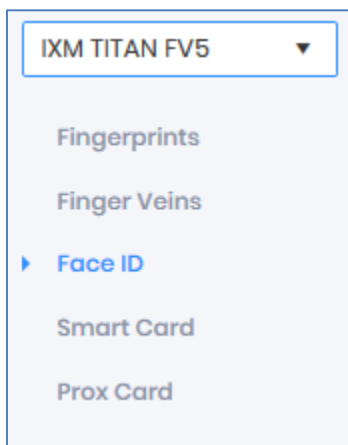 IXM TITAN FV5
Fingerprints
Finger Veins
Face ID
Smart Card
Prox Card